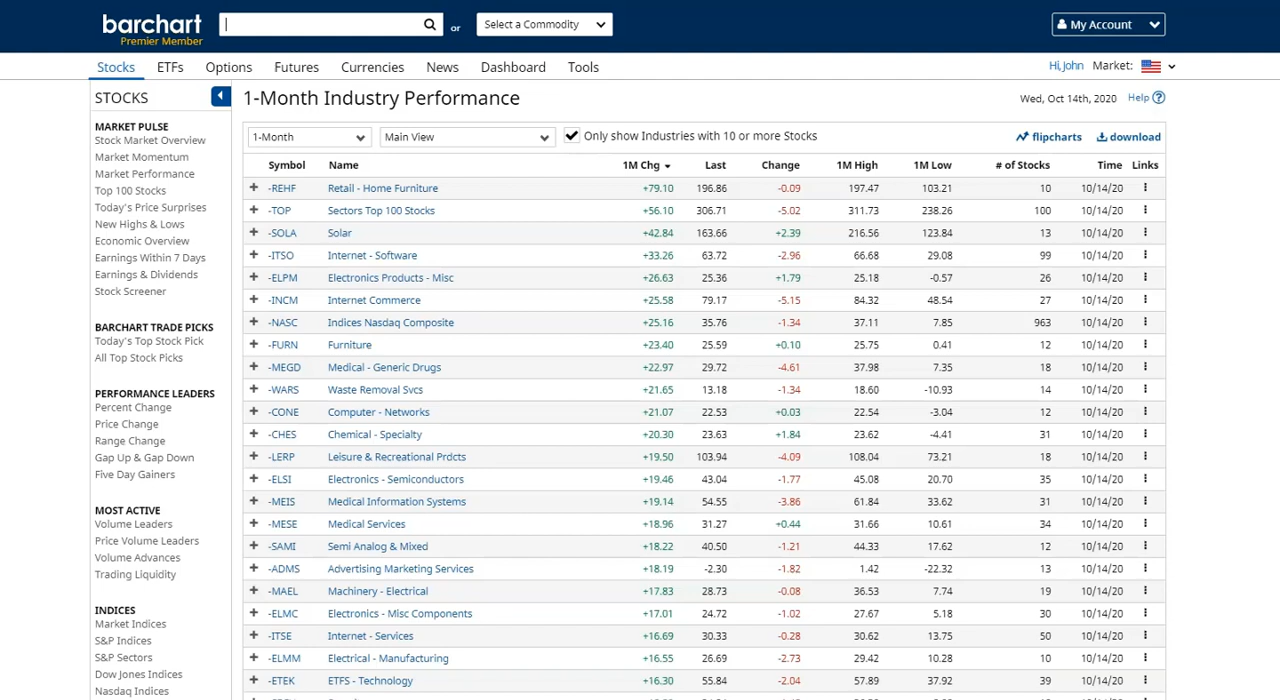 barchart
Premier Member
or
Select a Commodity
My Account
Stocks ETFs Options Futures Currencies News Dashboard Tools
Hi, John Market:
STOCKS
MARKET PULSE
Stock Market Overview
Market Momentum
Market Performance
Top 100 Stocks
Today's Price Surprises
New Highs & Lows
Economic Overview
Earnings Within 7 Days
Earnings & Dividends
Stock Screener
BARCHART TRADE PICKS
Today's Top Stock Pick
All Top Stock Picks
PERFORMANCE LEADERS
Percent Change
Price Change
Range Change
Gap Up & Gap Down
Five Day Gainers
MOST ACTIVE
Volume Leaders
Price Volume Leaders
Volume Advances
Trading Liquidity
INDICES
Market Indices
S&P Indices
S&P Sectors
Dow Jones Indices
Nasdaq Indices
1-Month Industry Performance
Wed, Oct 14th, 2020 Help ?
1-Month Main View Only show Industries with 10 or more Stocks flipcharts download
Symbol Name 1M Chg Last Change 1M High 1M Low # of Stocks Time Links
+ -REHF Retail - Home Furniture +79.10 196.86 -0.09 197.47 103.21 10 10/14/20
+ -TOP Sectors Top 100 Stocks +56.10 306.71 -5.02 311.73 238.26 100 10/14/20
+ -SOLA Solar +42.84 163.66 +2.39 216.56 123.84 13 10/14/20
+ -ITSO Internet - Software +33.26 63.72 -2.96 66.68 29.08 99 10/14/20
+ -ELPM Electronics Products - Misc +26.63 25.36 +1.79 25.18 -0.57 26 10/14/20
+ -INCM Internet Commerce +25.58 79.17 -5.15 84.32 48.54 27 10/14/20
+ -NASC Indices Nasdaq Composite +25.16 35.76 -1.34 37.11 7.85 963 10/14/20
+ -FURN Furniture +23.40 25.59 +0.10 25.75 0.41 12 10/14/20
+ -MEGD Medical - Generic Drugs +22.97 29.72 -4.61 37.98 7.35 18 10/14/20
+ -WARS Waste Removal Svcs +21.65 13.18 -1.34 18.60 -10.93 14 10/14/20
+ -CONE Computer - Networks +21.07 22.53 +0.03 22.54 -3.04 12 10/14/20
+ -CHES Chemical - Specialty +20.30 23.63 +1.84 23.62 -4.41 31 10/14/20
+ -LERP Leisure & Recreational Prdcts +19.50 103.94 -4.09 108.04 73.21 18 10/14/20
+ -ELSI Electronics - Semiconductors +19.46 43.04 -1.77 45.08 20.70 35 10/14/20
+ -MEIS Medical Information Systems +19.14 54.55 -3.86 61.84 33.62 31 10/14/20
+ -MESE Medical Services +18.96 31.27 +0.44 31.66 10.61 34 10/14/20
+ -SAMI Semi Analog & Mixed +18.22 40.50 -1.21 44.33 17.62 12 10/14/20
+ -ADMS Advertising Marketing Services +18.19 -2.30 -1.82 1.42 -22.32 13 10/14/20
+ -MAEL Machinery - Electrical +17.83 28.73 -0.08 36.53 7.74 19 10/14/20
+ -ELMC Electronics - Misc Components +17.01 24.72 -1.02 27.67 5.18 30 10/14/20
+ -ITSE Internet - Services +16.69 30.33 -0.28 30.62 13.75 50 10/14/20
+ -ELMM Electrical - Manufacturing +16.55 26.69 -2.73 29.42 10.28 10 10/14/20
+ -ETEK ETFS - Technology +16.30 55.84 -2.04 57.89 37.92 39 10/14/20